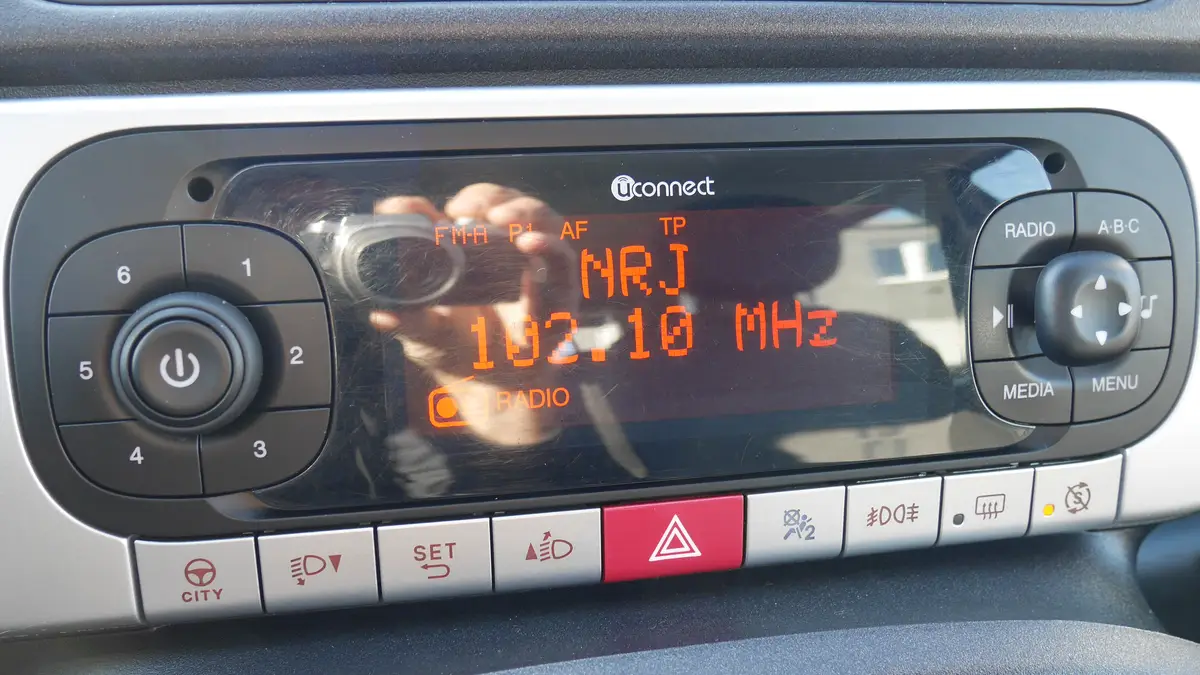 uconnect
FM-A P1 AF TP
NRJ
102.10 MHz
RADIO
6 1
5 2
4 3
RADIO A·B·C
MEDIA MENU
CITY
SET
2
S